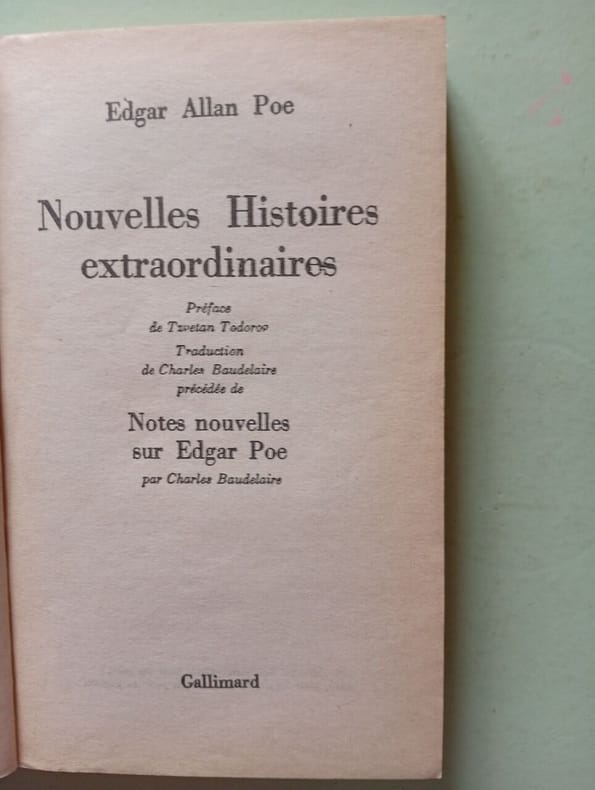 Edgar Allan Poe
Nouvelles Histoires
extraordinaires
Préface
de Tzvetan Todorov
Traduction
de Charles Baudelaire
précédée de
Notes nouvelles
sur Edgar Poe
par Charles Baudelaire
Gallimard